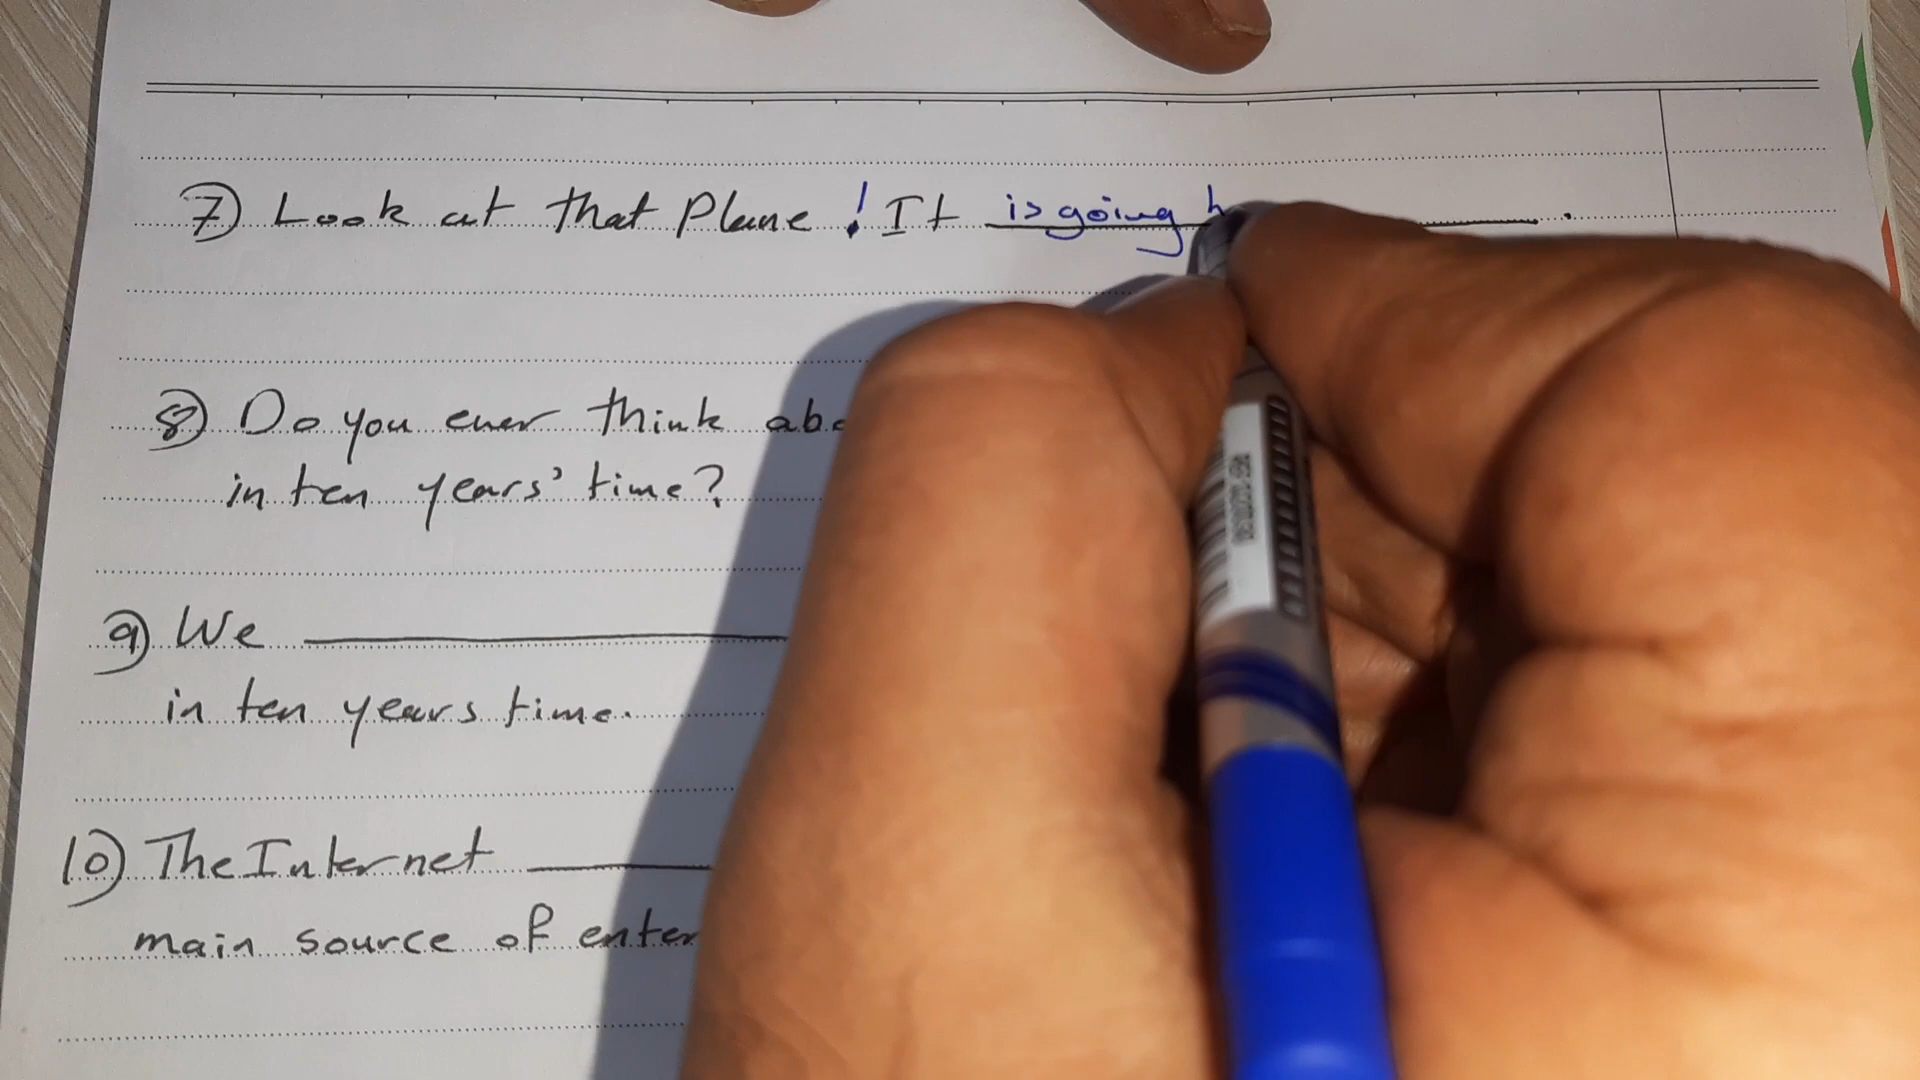 7) Look at that Plane! It is going
8) Do you ever think
in ten years' time?
9) We
in ten years time.
10) The Internet
main source of